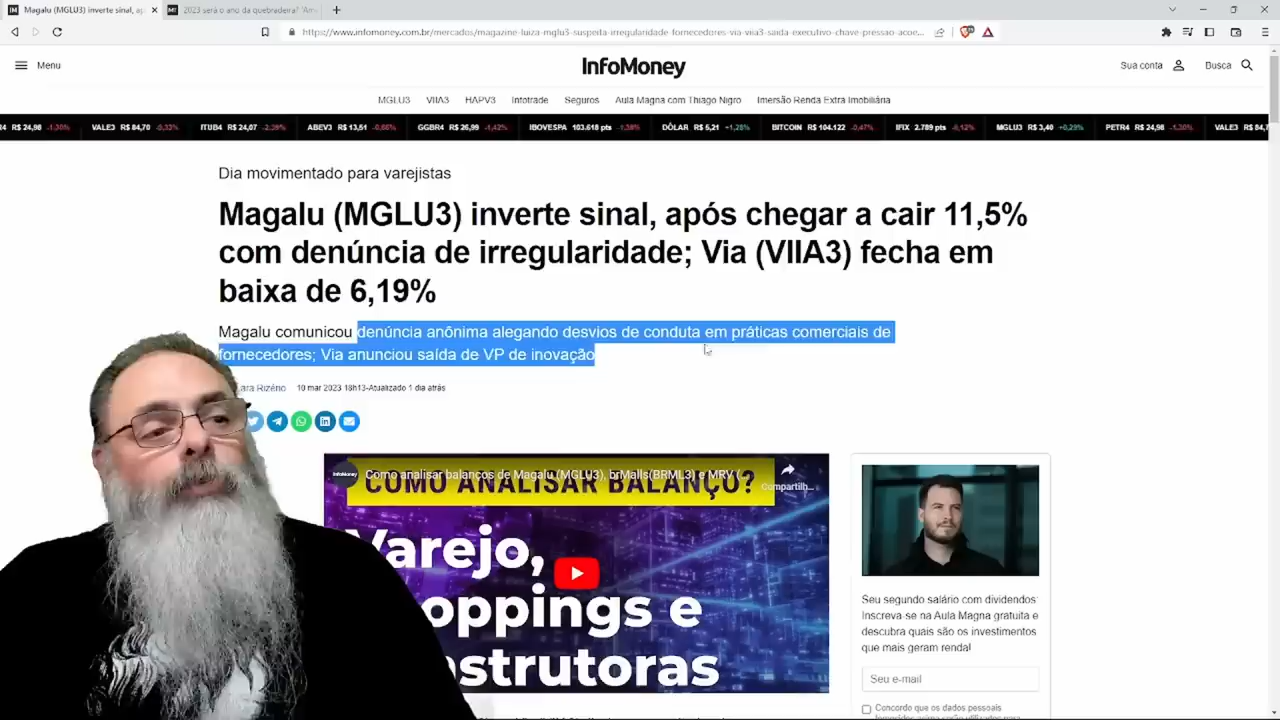 Magalu (MGLU3) inverte sinal, ap
2023 será o ano da quebradeira? 'Am
https://www.infomoney.com.br/mercados/magazine-luiza-mglu3-suspeita-irregularidade-fornecedores-via-viia3-saida-executivo-chave-pressao-acoe...
Menu
InfoMoney
Sua conta
Busca
MGLU3 VIIA3 HAPV3 Infotrade Seguros Aula Magna com Thiago Nigro Imersão Renda Extra Imobiliária
R4 R$ 24,98 -1,30% VALE3 R$ 84,70 -0,33% ITUB4 R$ 24,07 -2,39% ABEV3 R$ 13,51 -0,66% GGBR4 R$ 26,99 -1,42% IBOVESPA 103.618 pts -1,38% DÓLAR R$ 5,21 +1,28% BITCOIN R$ 104.122 -0,47% IFIX 2.789 pts -0,12% MGLU3 R$ 3,40 +0,29% PETR4 R$ 24,98 -1,30% VALE3 R$ 84,7
Dia movimentado para varejistas
Magalu (MGLU3) inverte sinal, após chegar a cair 11,5%
com denúncia de irregularidade; Via (VIIA3) fecha em
baixa de 6,19%
Magalu comunicou denúncia anônima alegando desvios de conduta em práticas comerciais de
fornecedores; Via anunciou saída de VP de inovação
ara Rizério 10 mar 2023 18h13-Atualizado 1 dia atrás
InfoMoney
Como analisar balanços de Magalu (MGLU3), brMalls(BRML3) e MRV (
Compartilh...
COMO ANALISAR BALANÇO?
Varejo,
oppings e
strutoras
Seu segundo salário com dividendos:
Inscreva-se na Aula Magna gratuita e
descubra quais são os investimentos
que mais geram renda!
Seu e-mail
Concordo que os dados pessoais